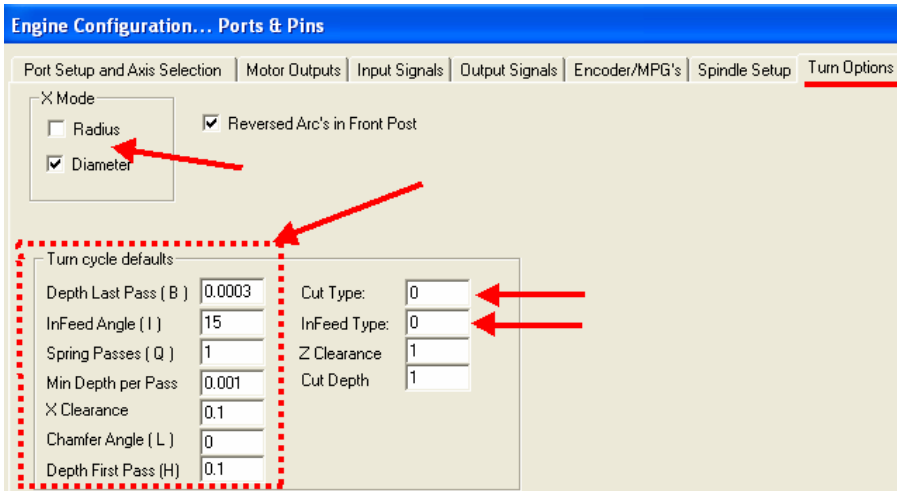 Engine Configuration... Ports & Pins
Port Setup and Axis Selection Motor Outputs Input Signals Output Signals Encoder/MPG's Spindle Setup Turn Options
X Mode
Radius
Reversed Arc's in Front Post
Diameter
Turn cycle defaults
Depth Last Pass ( B ) 0.0003 Cut Type: 0
InFeed Angle ( I ) 15 InFeed Type: 0
Spring Passes ( Q ) 1 Z Clearance 1
Min Depth per Pass 0.001 Cut Depth 1
X Clearance 0.1
Chamfer Angle ( L ) 0
Depth First Pass (H) 0.1